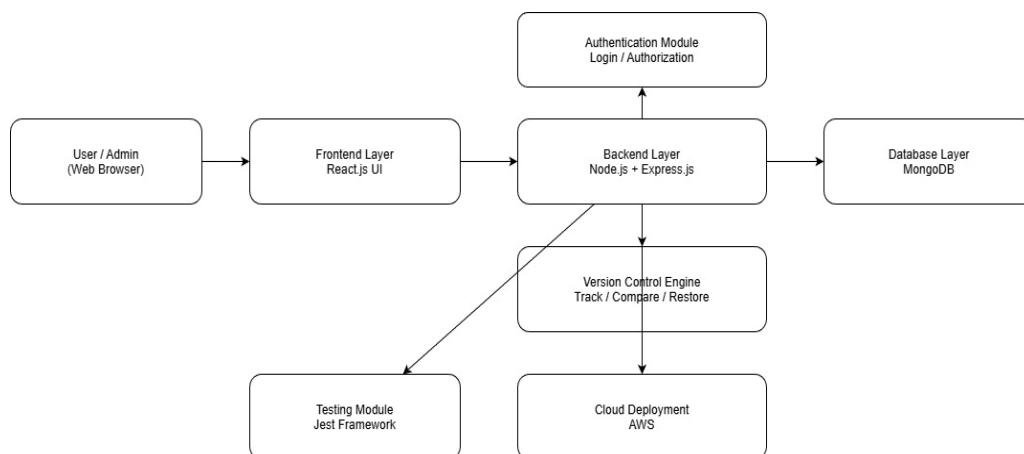 Authentication Module
Login / Authorization
User / Admin
(Web Browser)
Frontend Layer
React.js UI
Backend Layer
Node.js + Express.js
Database Layer
MongoDB
Version Control Engine
Track / Compare / Restore
Testing Module
Jest Framework
Cloud Deployment
AWS